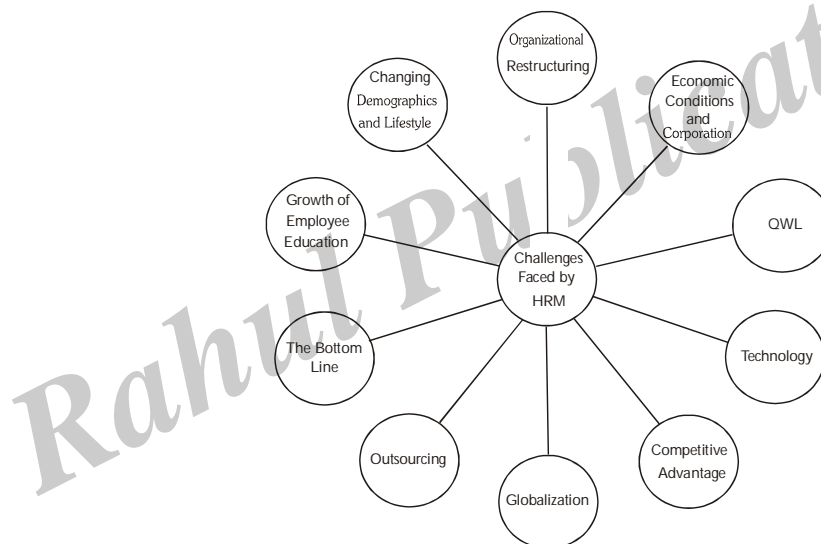 Organizational
Restructuring
Changing
Demographics
and Lifestyle
Economic
Conditions
and
Corporation
Growth of
Employee
Education
QWL
Challenges
Faced by
HRM
The Bottom
Line
Technology
Outsourcing
Competitive
Advantage
Globalization
Rahul Publicat